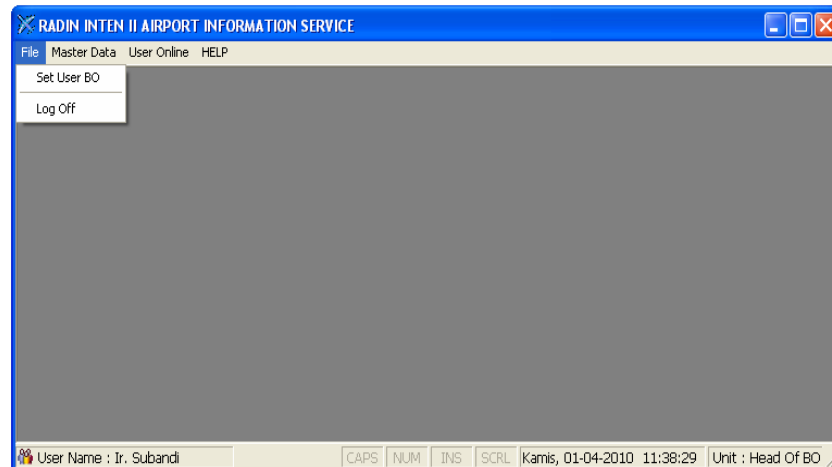 RADIN INTEN II AIRPORT INFORMATION SERVICE
File Master Data User Online HELP
Set User BO
Log Off
User Name : Ir. Subandi CAPS NUM INS SCRL Kamis, 01-04-2010 11:38:29 Unit : Head Of BO